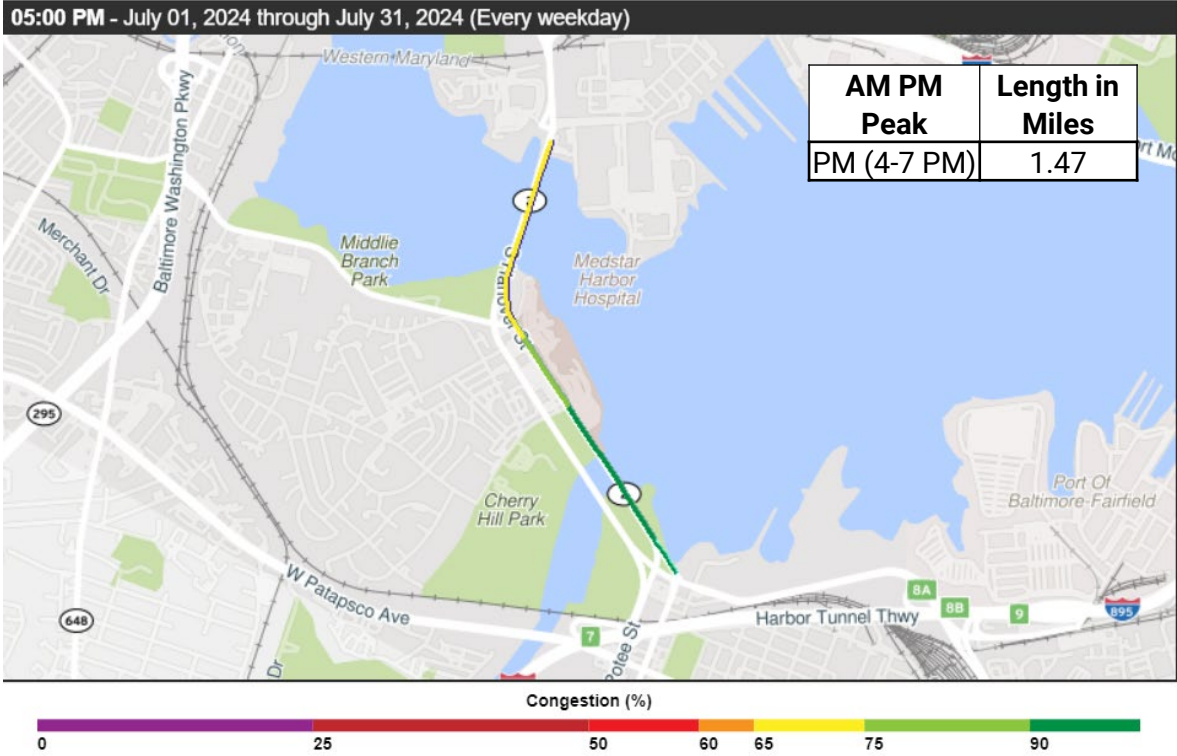 05:00 PM - July 01, 2024 through July 31, 2024 (Every weekday)
Western Maryland
AM PM
Peak
Length in
Miles
PM (4-7 PM)
1.47
Baltimore Washington Pkwy
Merchant Dr
Middlie
Branch
Park
Medstar
Harbor
Hospital
295
Cherry
Hill Park
Port Of
Baltimore-Fairfield
W Patapsco Ave
648
Dr
7
Potee St
Harbor Tunnel Thwy
8A
8B
9
895
Congestion (%)
0 25 50 60 65 75 90